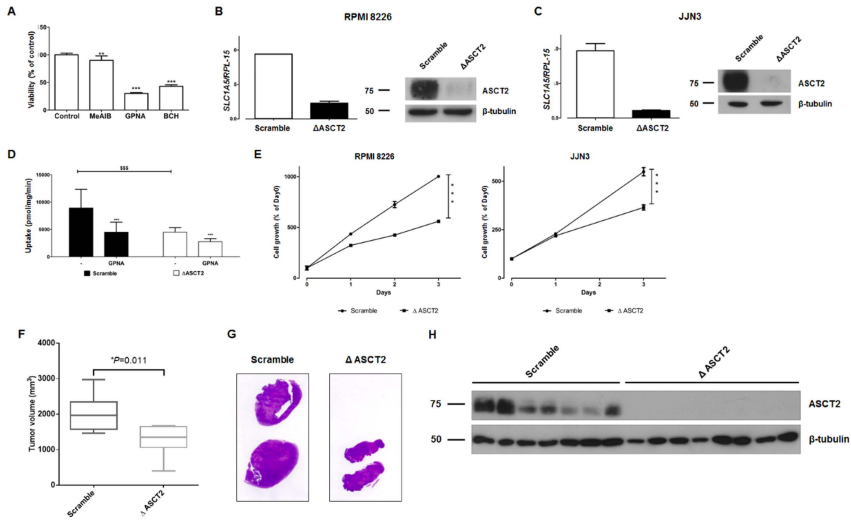 A
Viability (% of control)
150
100
50
0
**
***
***
Control MeAIB GPNA BCH
B
RPMI 8226
SLC1A5/RPL-15
Scramble ΔASCT2
Scramble
ΔASCT2
75
ASCT2
50
β-tubulin
C
JJN3
SLC1A5/RPL-15
Scramble ΔASCT2
Scramble
ΔASCT2
75
ASCT2
50
β-tubulin
D
Uptake (pmol/mg/min)
15000
10000
5000
0
$$$
***
***
- GPNA - GPNA
Scramble ΔASCT2
E
RPMI 8226
Cell growth (% of Day0)
1000
500
0
***
0 1 2 3
Days
Scramble Δ ASCT2
JJN3
Cell growth (% of Day0)
***
0 1 2 3
Days
Scramble Δ ASCT2
F
Tumor volume (mm³)
4000
3000
2000
1000
0
*P=0.011
Scramble
Δ ASCT2
G
Scramble Δ ASCT2
H
Scramble
Δ ASCT2
75
ASCT2
50
β-tubulin